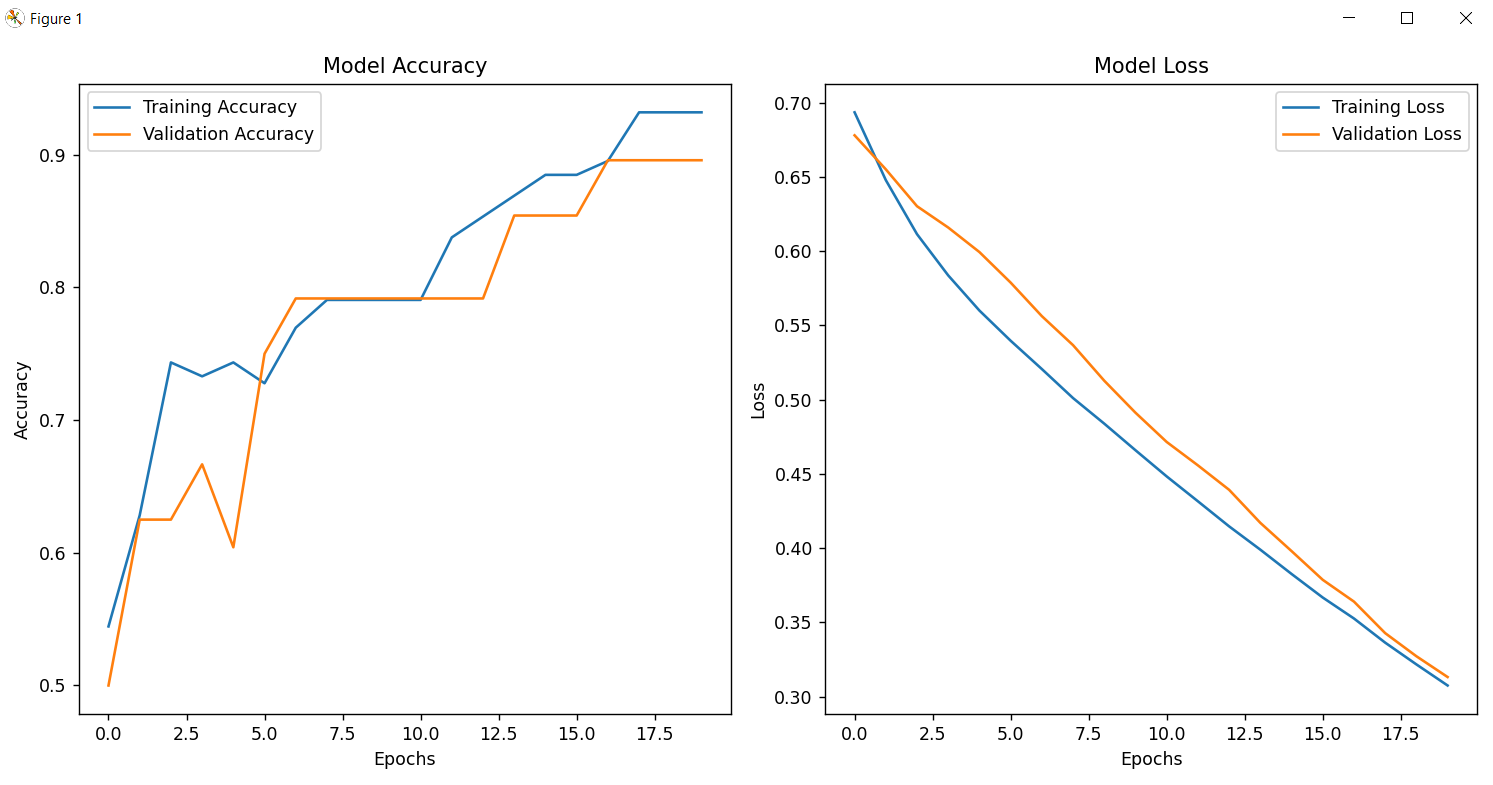 Figure 1
Model Accuracy
Training Accuracy
Validation Accuracy
0.9
0.8
0.7
0.6
0.5
Accuracy
0.0 2.5 5.0 7.5 10.0 12.5 15.0 17.5
Epochs
Model Loss
Training Loss
Validation Loss
0.70
0.65
0.60
0.55
0.50
0.45
0.40
0.35
0.30
Loss
0.0 2.5 5.0 7.5 10.0 12.5 15.0 17.5
Epochs